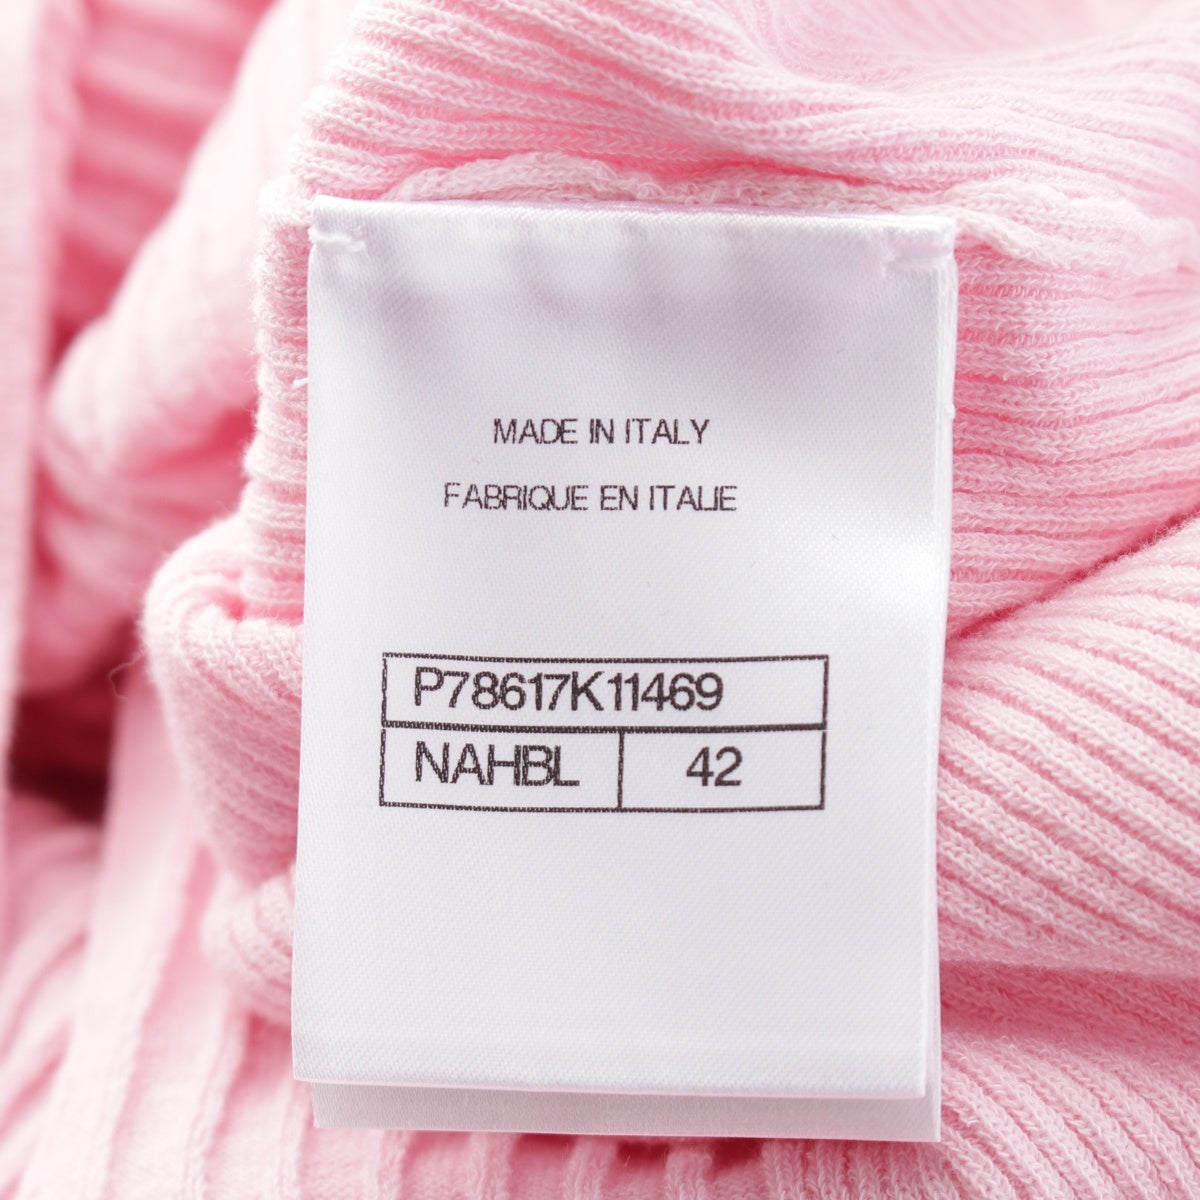 MADE IN ITALY
FABRIQUE EN ITALIE
P78617K11469
NAHBL 42